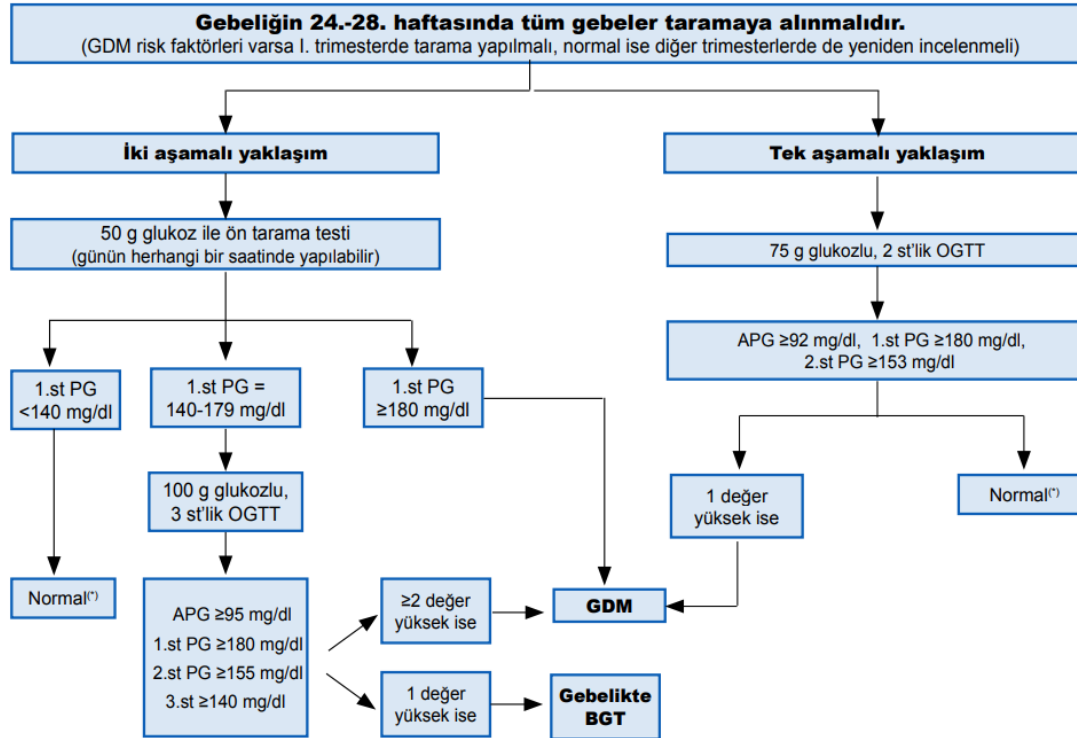 Gebeliğin 24.-28. haftasında tüm gebeler taramaya alınmalıdır.
(GDM risk faktörleri varsa I. trimesterde tarama yapılmalı, normal ise diğer trimesterlerde de yeniden incelenmeli)
İki aşamalı yaklaşım
Tek aşamalı yaklaşım
50 g glukoz ile ön tarama testi
(günün herhangi bir saatinde yapılabilir)
75 g glukozlu, 2 st'lik OGTT
APG ≥92 mg/dl, 1.st PG ≥180 mg/dl,
2.st PG ≥153 mg/dl
1.st PG
<140 mg/dl
1.st PG =
140-179 mg/dl
1.st PG
≥180 mg/dl
100 g glukozlu,
3 st'lik OGTT
1 değer
yüksek ise
Normal(*)
Normal(*)
APG ≥95 mg/dl
1.st PG ≥180 mg/dl
2.st PG ≥155 mg/dl
3.st ≥140 mg/dl
≥2 değer
yüksek ise
GDM
1 değer
yüksek ise
Gebelikte
BGT